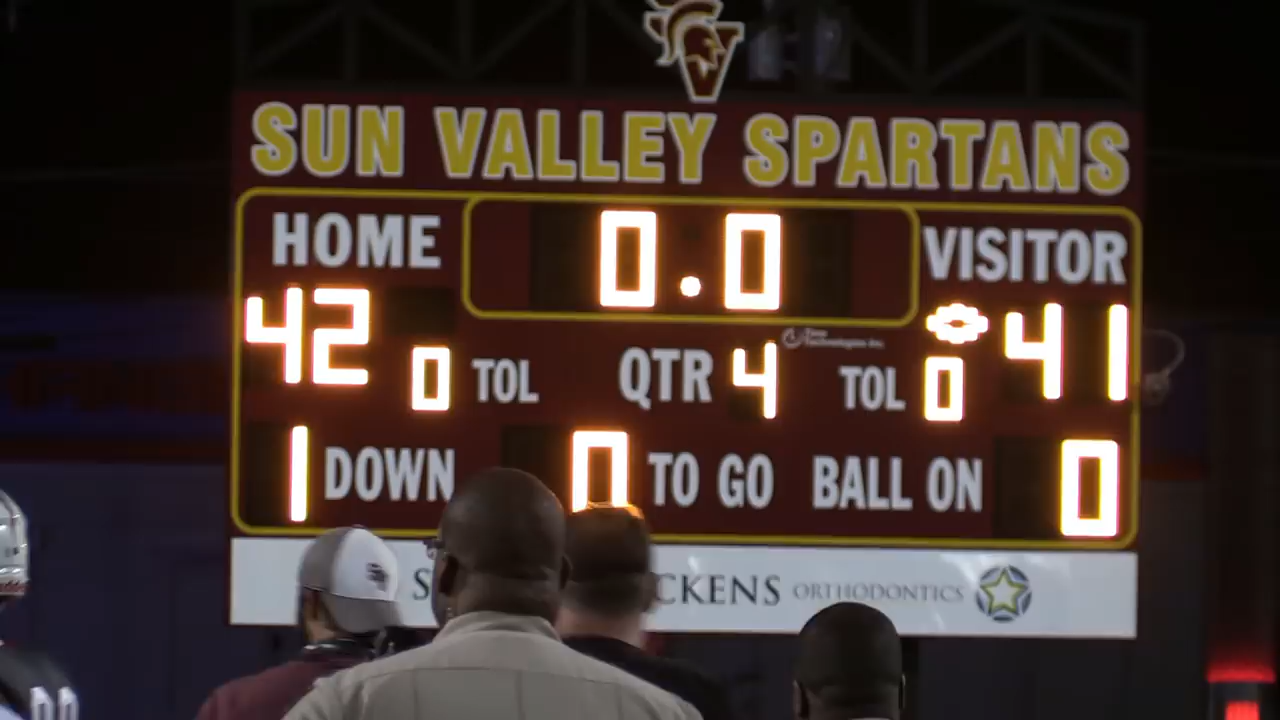 V
SUN VALLEY SPARTANS
HOME 0.0 VISITOR
42 41
0 TOL QTR 4 TOL 0
1 DOWN 0 TO GO BALL ON 0
ORTHODONTICS